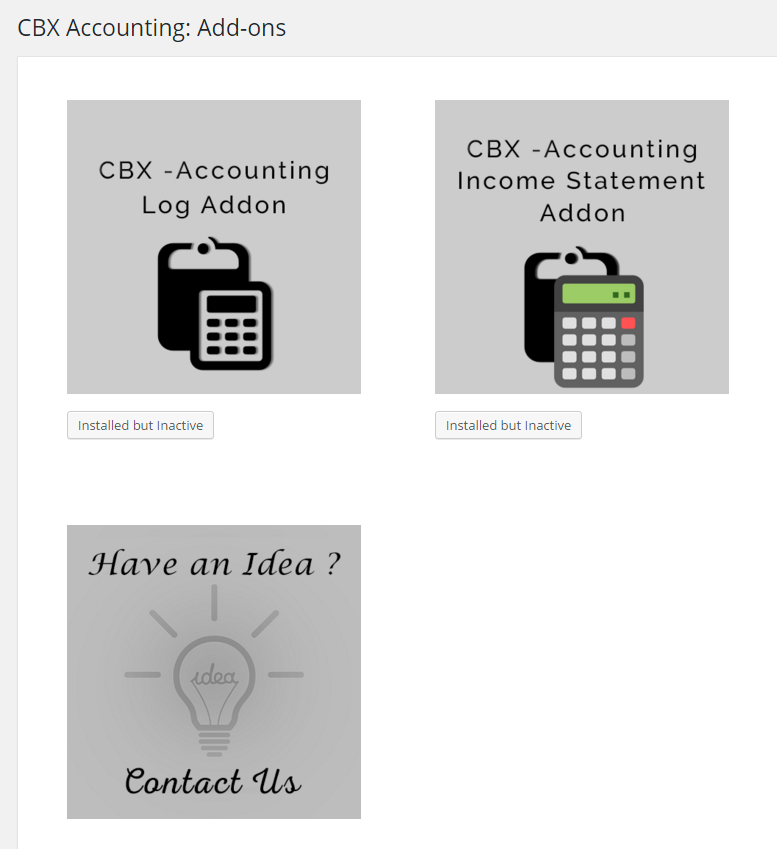 CBX Accounting: Add-ons
CBX -Accounting
Log Addon
Installed but Inactive
CBX -Accounting
Income Statement
Addon
Installed but Inactive
Have an Idea ?
idea
Contact Us